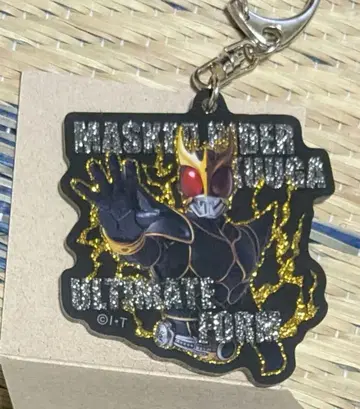 MASKED RIDER
KUUGA
ULTIMATE
©I・T FORM